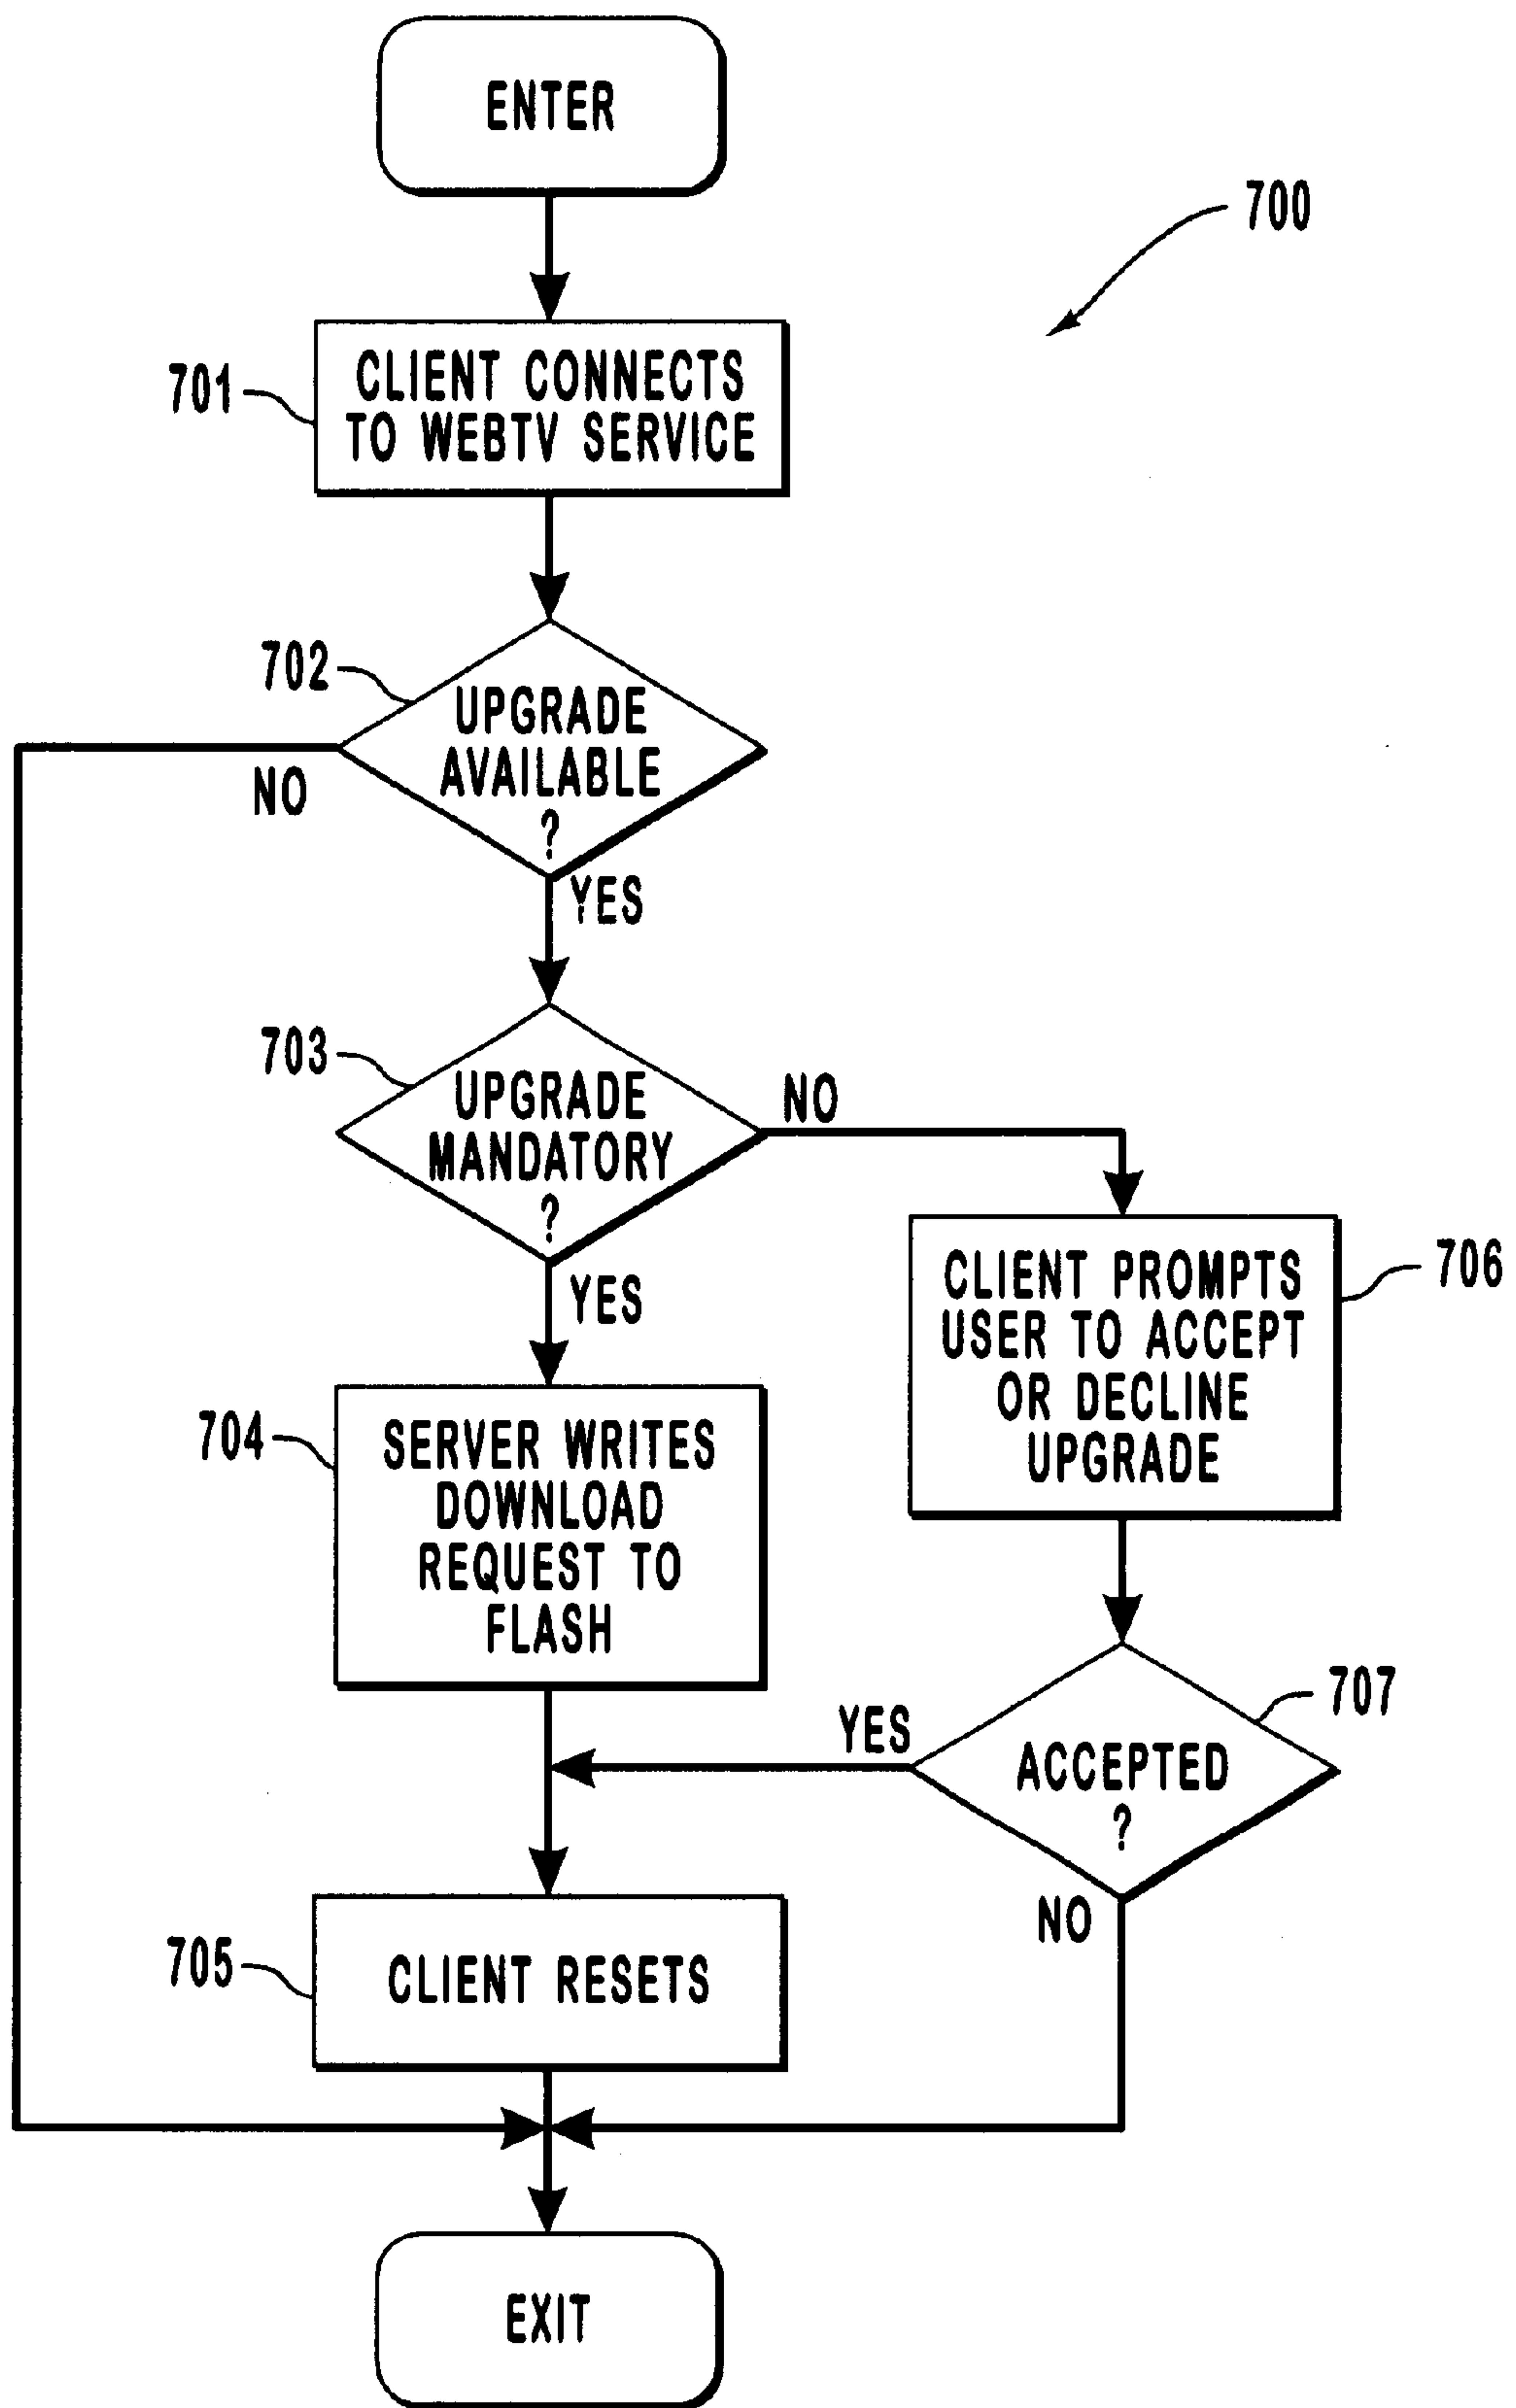 ENTER
700
701
CLIENT CONNECTS
TO WEBTV SERVICE
702
UPGRADE
AVAILABLE
?
NO
YES
703
UPGRADE
MANDATORY
?
NO
YES
706
CLIENT PROMPTS
USER TO ACCEPT
OR DECLINE
UPGRADE
704
SERVER WRITES
DOWNLOAD
REQUEST TO
FLASH
707
YES
ACCEPTED
?
NO
705
CLIENT RESETS
EXIT